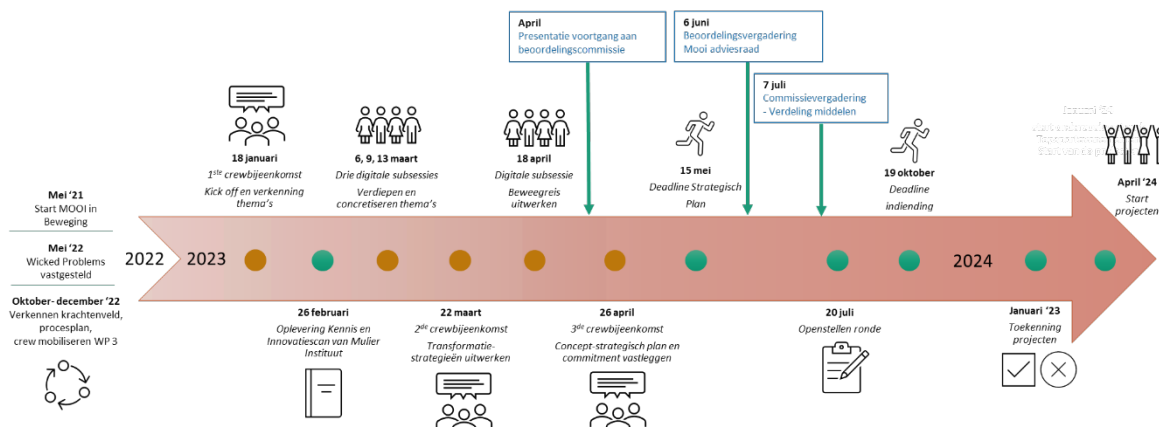 April
Presentatie voortgang aan
beoordelingscommissie
6 juni
Beoordelingsvergadering
Mooi adviesraad
7 juli
Commissievergadering
- Verdeling middelen
18 januari
1ste crewbijeenkomst
Kick off en verkenning
thema's
6, 9, 13 maart
Drie digitale subsessies
Verdiepen en
concretiseren thema's
18 april
Digitale subsessie
Beweegreis
uitwerken
15 mei
Deadline Strategisch
Plan
19 oktober
Deadline
indiening
Januari '24
April '24
Start
projecten
Mei '21
Start MOOI in
Beweging
Mei '22
Wicked Problems
vastgesteld
Oktober- december '22
Verkennen krachtenveld,
procesplan,
crew mobiliseren WP 3
2022
2023
2024
26 februari
Oplevering Kennis en
Innovatiescan van Mulier
Instituut
22 maart
2de crewbijeenkomst
Transformatie-
strategieën uitwerken
26 april
3de crewbijeenkomst
Concept-strategisch plan en
commitment vastleggen
20 juli
Openstellen ronde
Januari '23
Toekenning
projecten